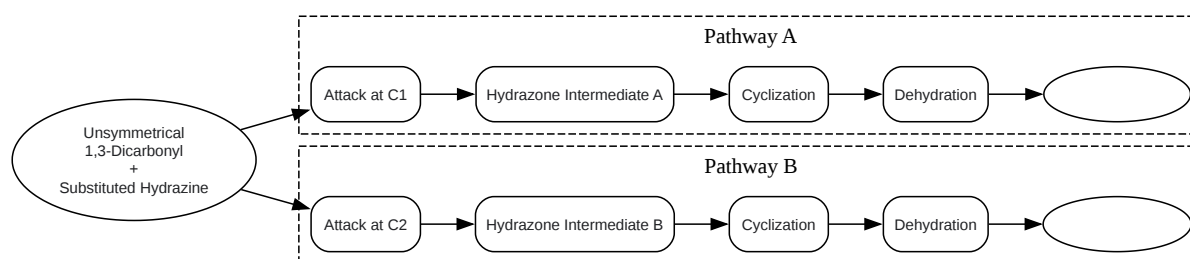 Pathway A
Attack at C1
Hydrazone Intermediate A
Cyclization
Dehydration
Unsymmetrical
1,3-Dicarbonyl
+
Substituted Hydrazine
Pathway B
Attack at C2
Hydrazone Intermediate B
Cyclization
Dehydration